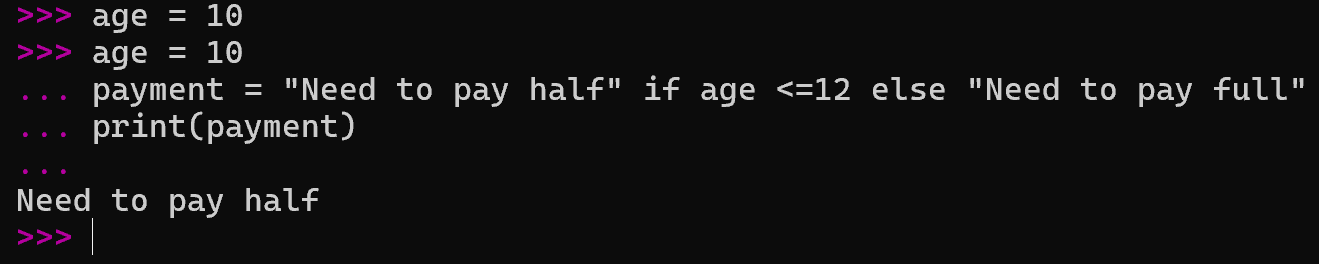 >>> age = 10
>>> age = 10
... payment = "Need to pay half" if age <=12 else "Need to pay full"
... print(payment)
...
Need to pay half
>>>